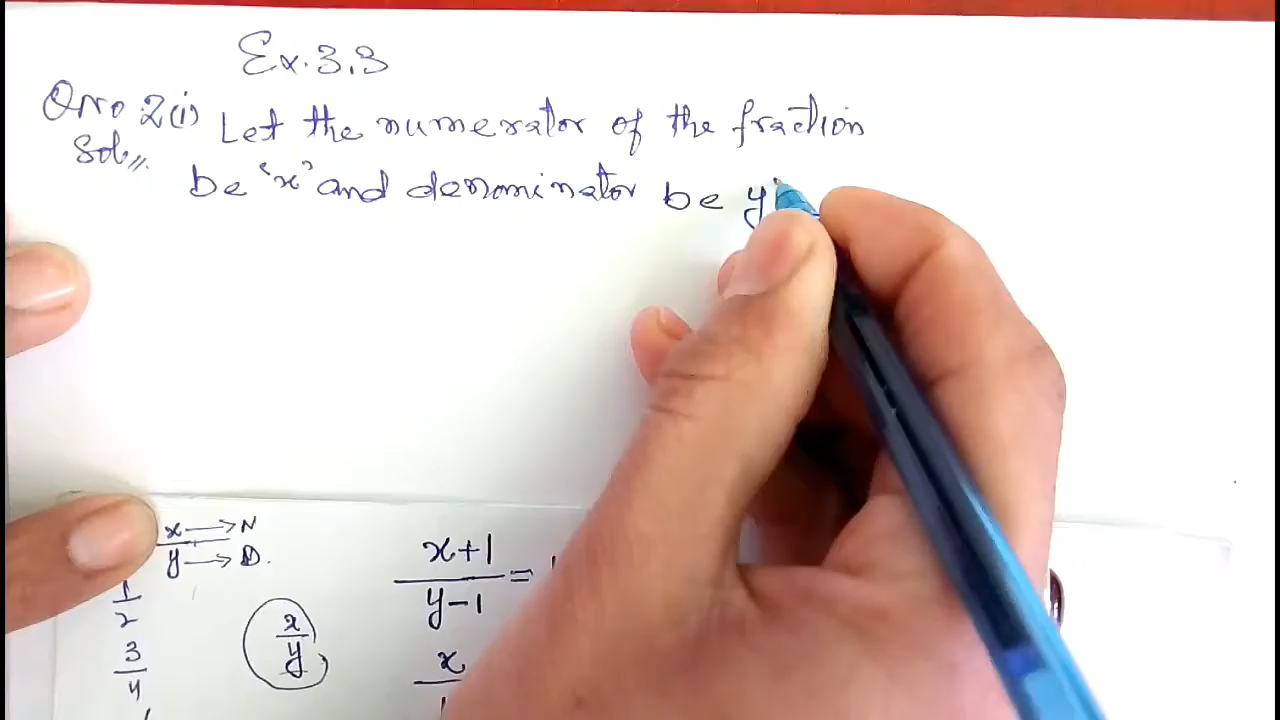 Ex. 3.3
Q no 2(i) Let the numerator of the fraction
Sol,,
be 'x' and denominator be y'
x → N
y → D.
1
2
3
4
x
y
x+1
y-1
=
x